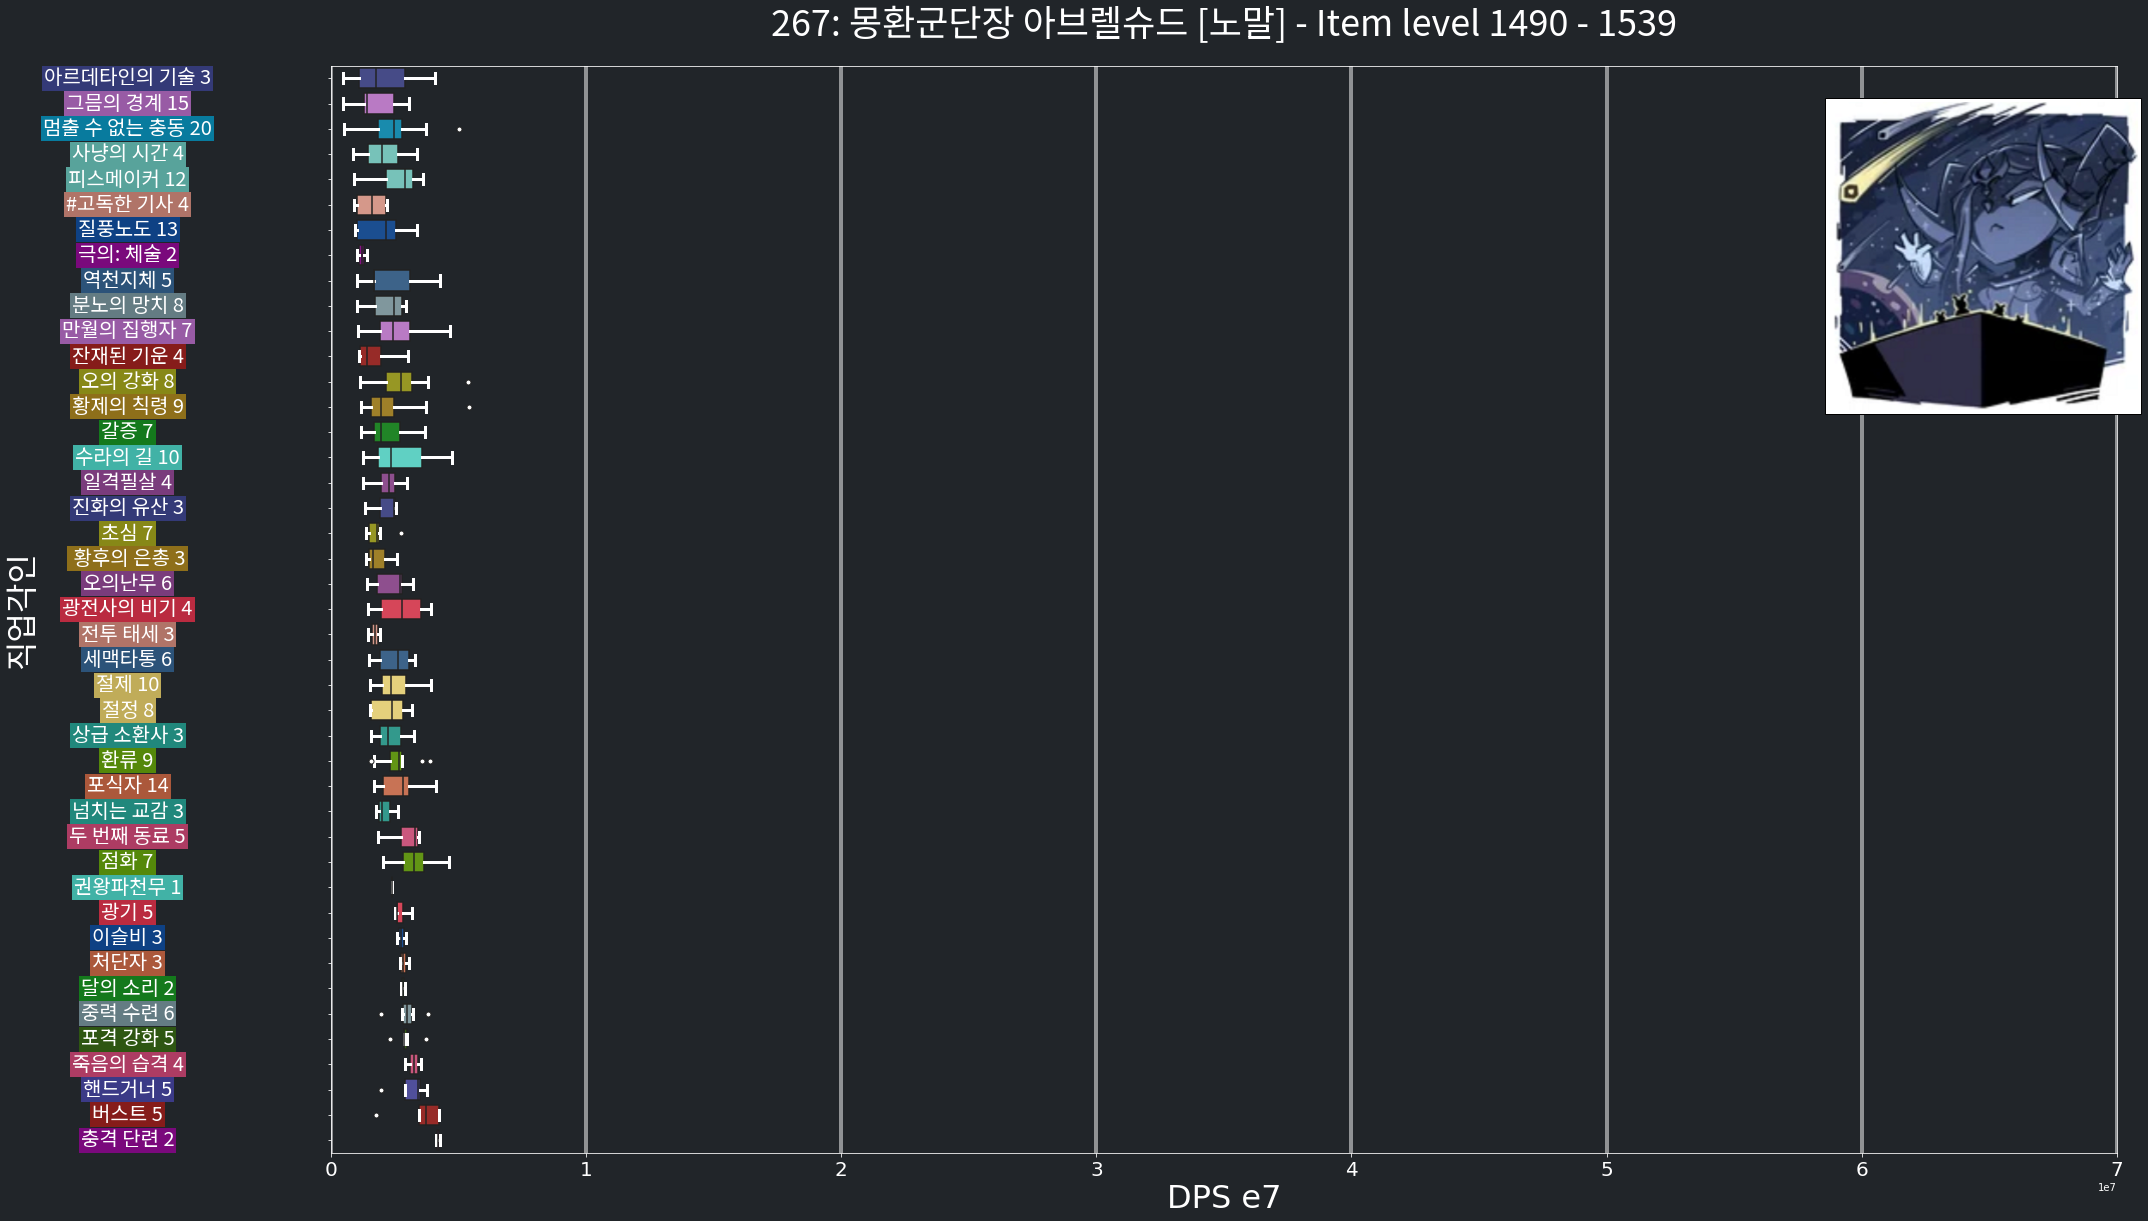 267: 몽환군단장 아브렐슈드 [노말] - Item level 1490 - 1539
아르데타인의 기술 3
그믐의 경계 15
멈출 수 없는 충동 20
사냥의 시간 4
피스메이커 12
#고독한 기사 4
질풍노도 13
극의: 체술 2
역천지체 5
분노의 망치 8
만월의 집행자 7
잔재된 기운 4
오의 강화 8
황제의 칙령 9
갈증 7
수라의 길 10
일격필살 4
진화의 유산 3
초심 7
황후의 은총 3
오의난무 6
광전사의 비기 4
전투 태세 3
세맥타통 6
절제 10
절정 8
상급 소환사 3
환류 9
포식자 14
넘치는 교감 3
두 번째 동료 5
점화 7
권왕파천무 1
광기 5
이슬비 3
처단자 3
달의 소리 2
중력 수련 6
포격 강화 5
죽음의 습격 4
핸드거너 5
버스트 5
충격 단련 2
직업각인
0 1 2 3 4 5 6 7
1e7
DPS e7